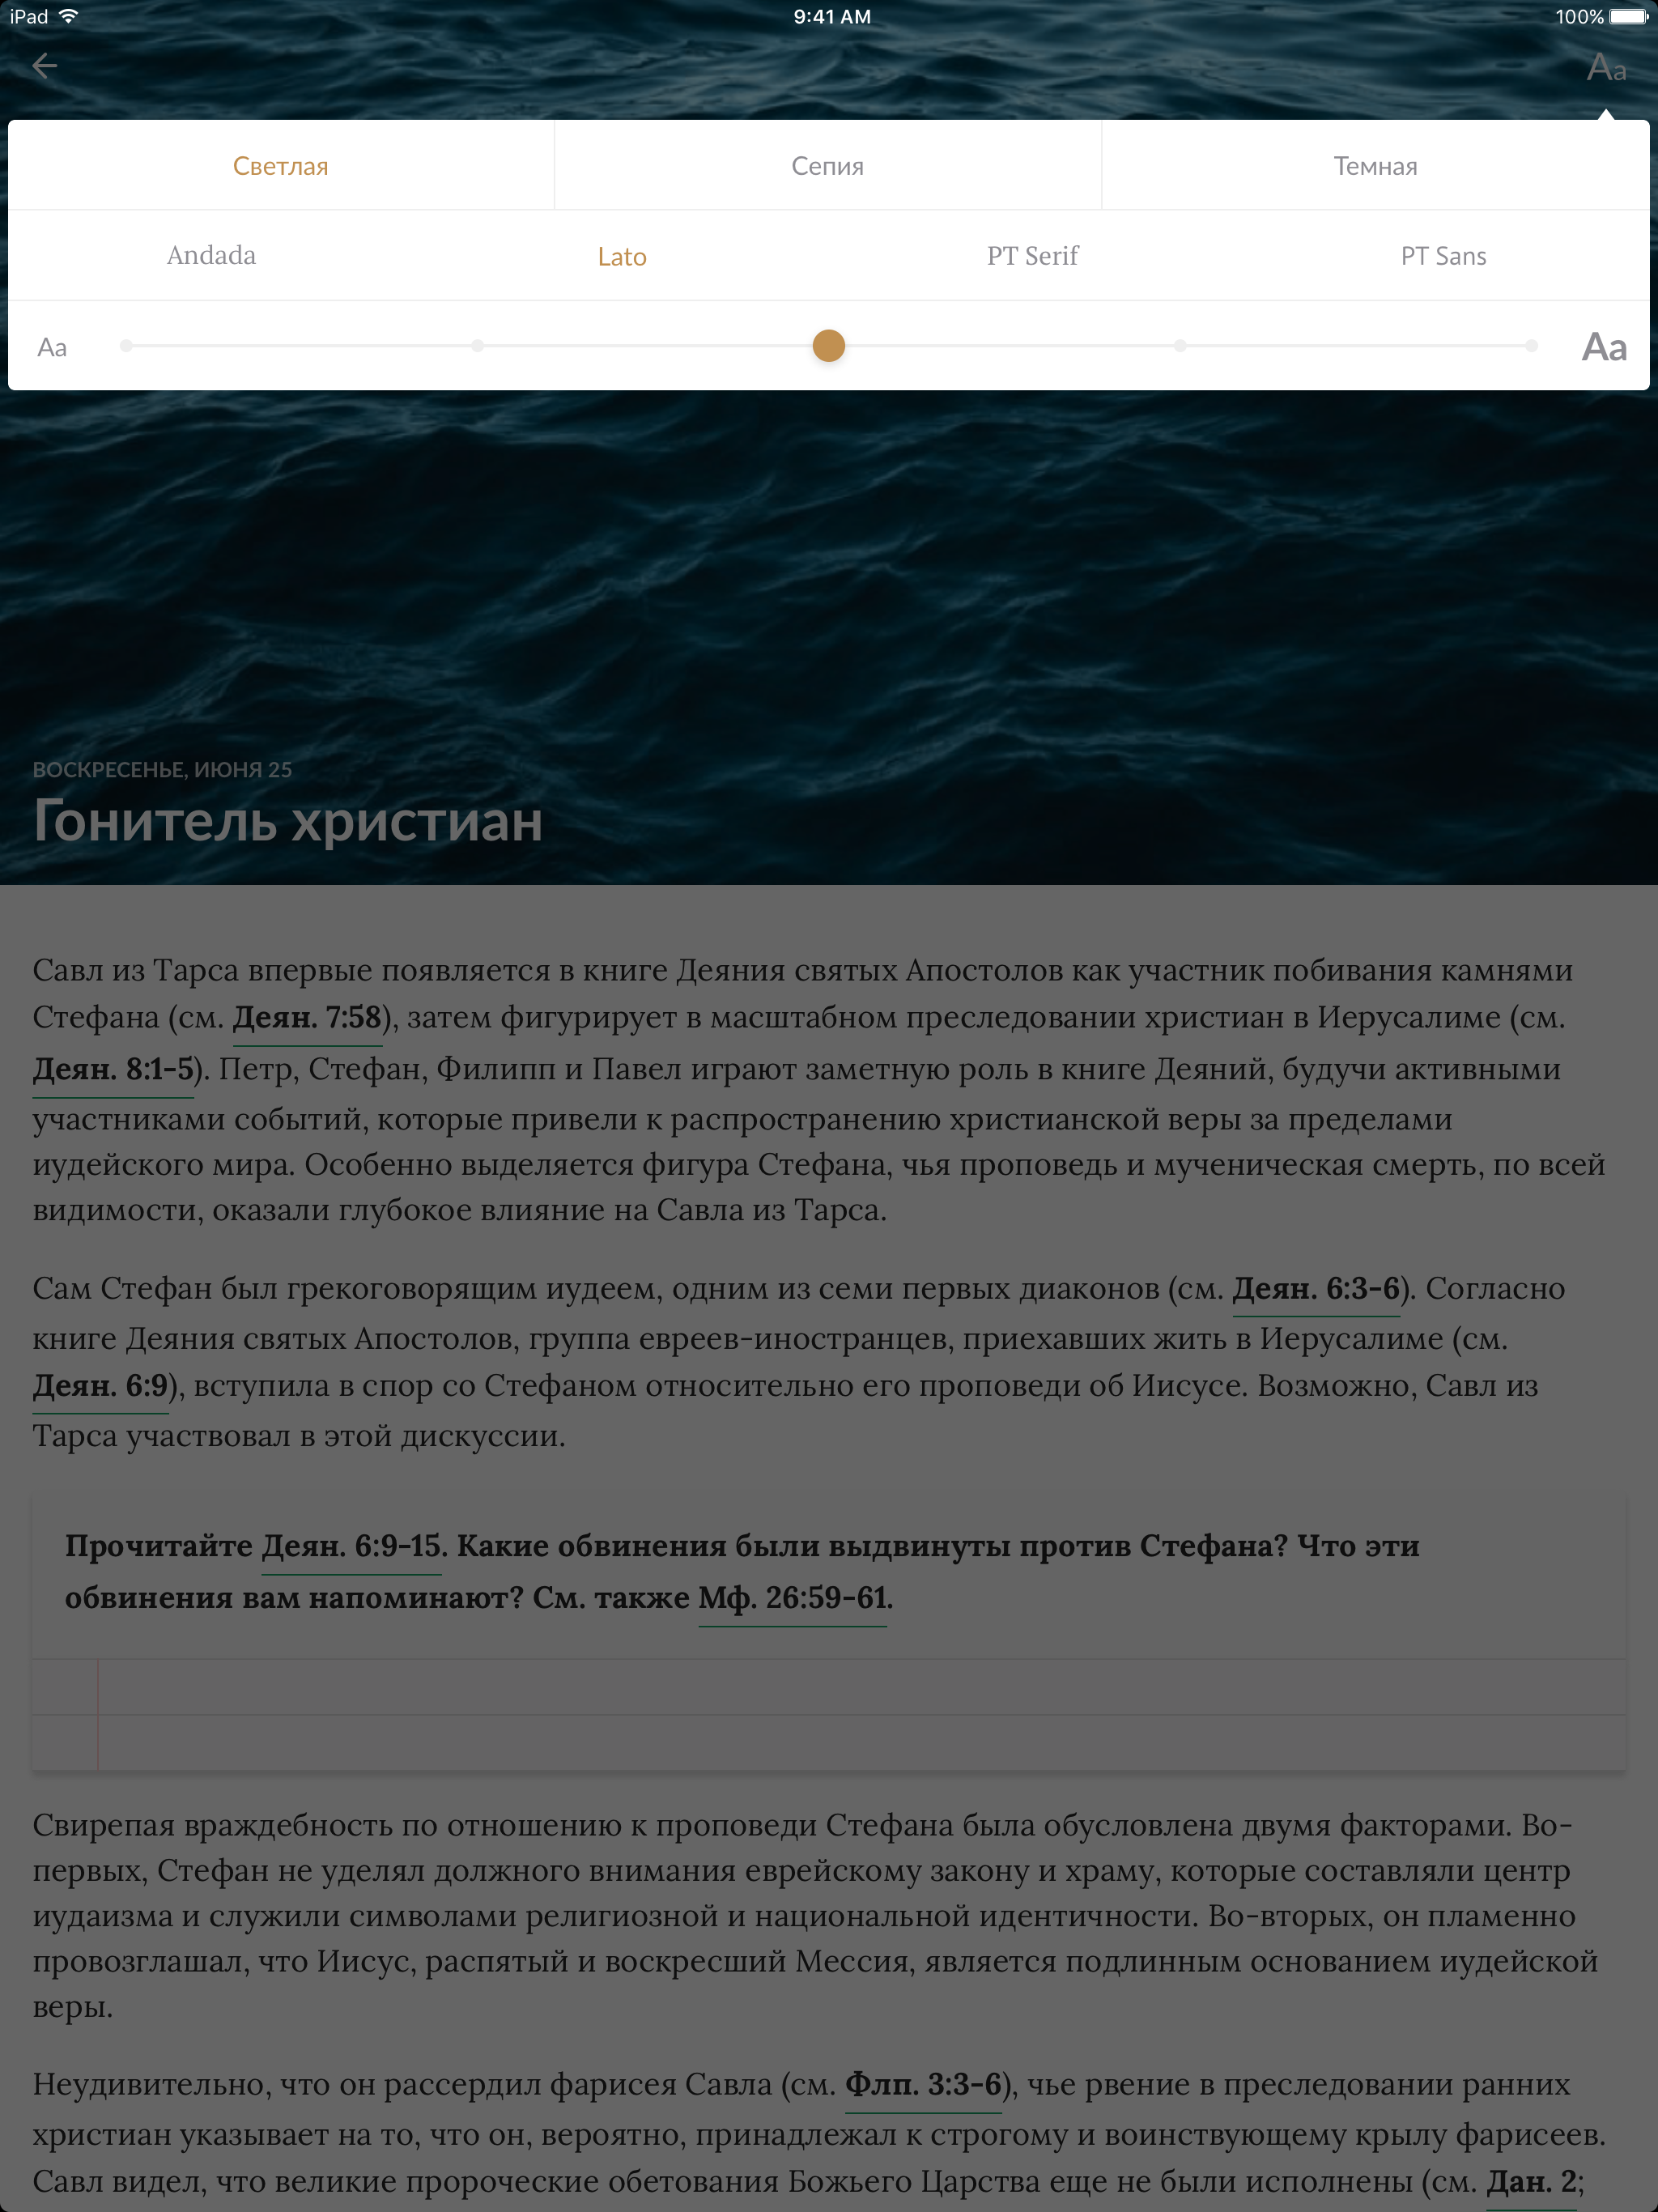 iPad 9:41 AM 100%
Aa
Светлая Сепия Темная
Andada Lato PT Serif PT Sans
Aa Aa
ВОСКРЕСЕНЬЕ, ИЮНЯ 25
Гонитель христиан
Савл из Тарса впервые появляется в книге Деяния святых Апостолов как участник побивания камнями
Стефана (см. Деян. 7:58), затем фигурирует в масштабном преследовании христиан в Иерусалиме (см.
Деян. 8:1-5). Петр, Стефан, Филипп и Павел играют заметную роль в книге Деяний, будучи активными
участниками событий, которые привели к распространению христианской веры за пределами
иудейского мира. Особенно выделяется фигура Стефана, чья проповедь и мученическая смерть, по всей
видимости, оказали глубокое влияние на Савла из Тарса.
Сам Стефан был грекоговорящим иудеем, одним из семи первых диаконов (см. Деян. 6:3-6). Согласно
книге Деяния святых Апостолов, группа евреев-иностранцев, приехавших жить в Иерусалиме (см.
Деян. 6:9), вступила в спор со Стефаном относительно его проповеди об Иисусе. Возможно, Савл из
Тарса участвовал в этой дискуссии.
Прочитайте Деян. 6:9-15. Какие обвинения были выдвинуты против Стефана? Что эти
обвинения вам напоминают? См. также Мф. 26:59-61.
Свирепая враждебность по отношению к проповеди Стефана была обусловлена двумя факторами. Во-
первых, Стефан не уделял должного внимания еврейскому закону и храму, которые составляли центр
иудаизма и служили символами религиозной и национальной идентичности. Во-вторых, он пламенно
провозглашал, что Иисус, распятый и воскресший Мессия, является подлинным основанием иудейской
веры.
Неудивительно, что он рассердил фарисея Савла (см. Флп. 3:3-6), чье рвение в преследовании ранних
христиан указывает на то, что он, вероятно, принадлежал к строгому и воинствующему крылу фарисеев.
Савл видел, что великие пророческие обетования Божьего Царства еще не были исполнены (см. Дан. 2;